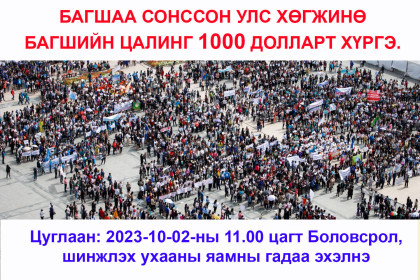 БАГШАА СОНССОН УЛС ХӨГЖИНӨ
БАГШИЙН ЦАЛИНГ 1000 ДОЛЛАРТ ХҮРГЭ.
Цуглаан: 2023-10-02-ны 11.00 цагт Боловсрол,
шинжлэх ухааны яамны гадаа эхэлнэ